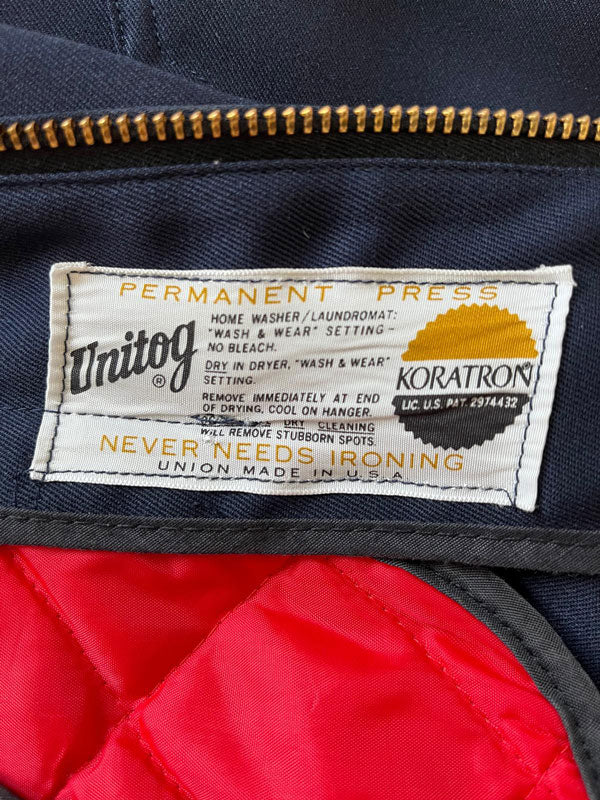 PERMANENT PRESS
Unitog®
HOME WASHER/LAUNDROMAT:
"WASH & WEAR" SETTING –
NO BLEACH.
DRY IN DRYER, "WASH & WEAR"
SETTING.
REMOVE IMMEDIATELY AT END
OF DRYING, COOL ON HANGER.
DRY CLEANING
WILL REMOVE STUBBORN SPOTS.
KORATRON®
LIC. U.S. PAT. 2974432
NEVER NEEDS IRONING
UNION MADE IN U.S.A